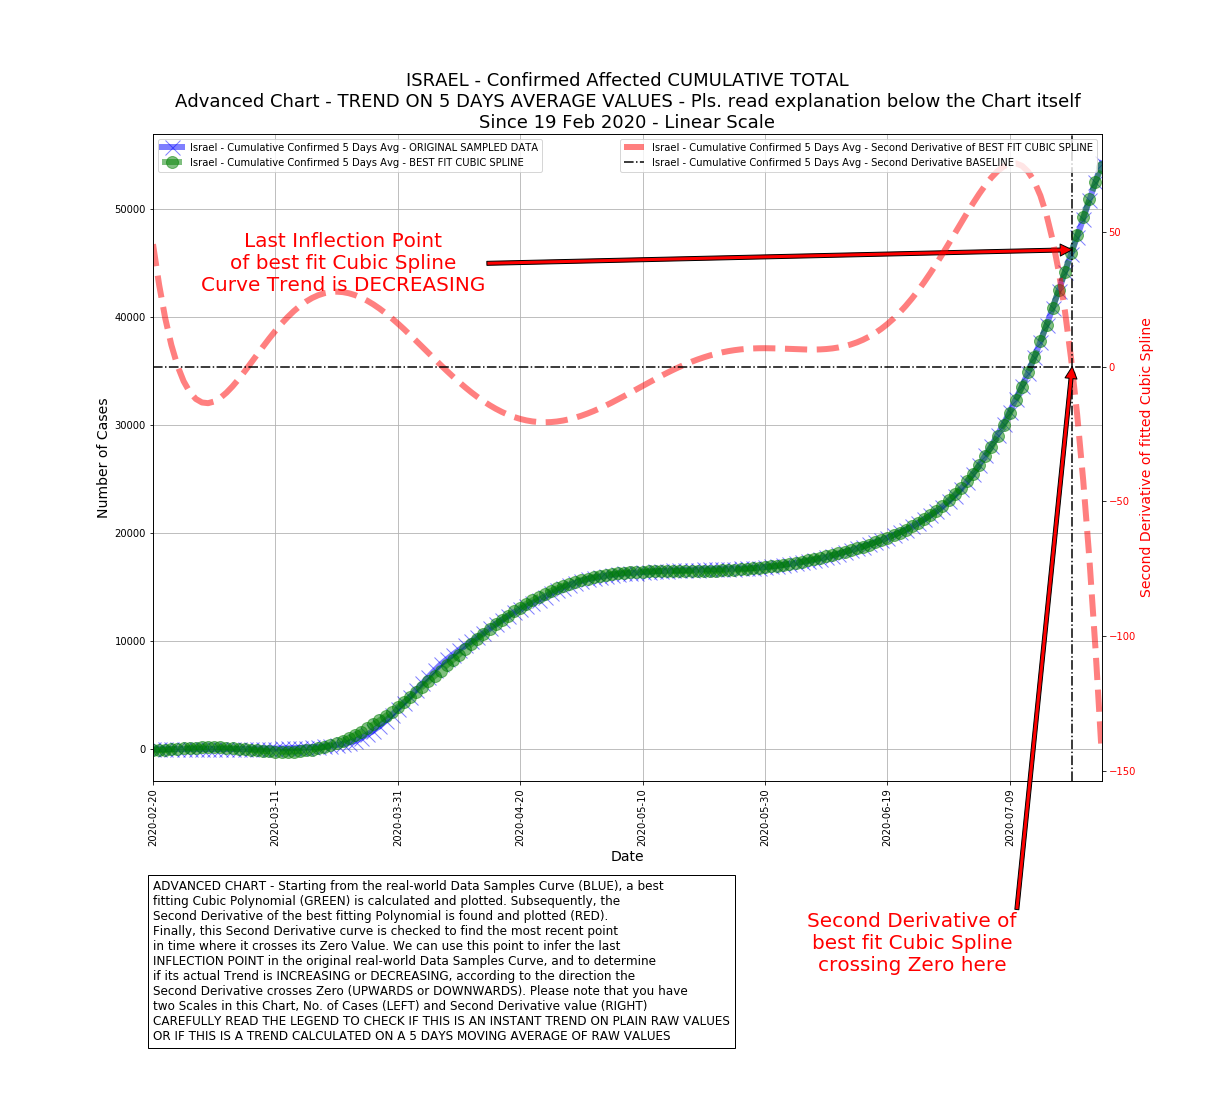 ISRAEL - Confirmed Affected CUMULATIVE TOTAL
Advanced Chart - TREND ON 5 DAYS AVERAGE VALUES - Pls. read explanation below the Chart itself
Since 19 Feb 2020 - Linear Scale
Israel - Cumulative Confirmed 5 Days Avg - ORIGINAL SAMPLED DATA
Israel - Cumulative Confirmed 5 Days Avg - BEST FIT CUBIC SPLINE
Israel - Cumulative Confirmed 5 Days Avg - Second Derivative of BEST FIT CUBIC SPLINE
Israel - Cumulative Confirmed 5 Days Avg - Second Derivative BASELINE
Last Inflection Point
of best fit Cubic Spline
Curve Trend is DECREASING
Number of Cases
50000
40000
30000
20000
10000
0
50
0
−50
−100
−150
Second Derivative of fitted Cubic Spline
2020-02-20
2020-03-11
2020-03-31
2020-04-20
2020-05-10
2020-05-30
2020-06-19
2020-07-09
Date
ADVANCED CHART - Starting from the real-world Data Samples Curve (BLUE), a best
fitting Cubic Polynomial (GREEN) is calculated and plotted. Subsequently, the
Second Derivative of the best fitting Polynomial is found and plotted (RED).
Finally, this Second Derivative curve is checked to find the most recent point
in time where it crosses its Zero Value. We can use this point to infer the last
INFLECTION POINT in the original real-world Data Samples Curve, and to determine
if its actual Trend is INCREASING or DECREASING, according to the direction the
Second Derivative crosses Zero (UPWARDS or DOWNWARDS). Please note that you have
two Scales in this Chart, No. of Cases (LEFT) and Second Derivative value (RIGHT)
CAREFULLY READ THE LEGEND TO CHECK IF THIS IS AN INSTANT TREND ON PLAIN RAW VALUES
OR IF THIS IS A TREND CALCULATED ON A 5 DAYS MOVING AVERAGE OF RAW VALUES
Second Derivative of
best fit Cubic Spline
crossing Zero here